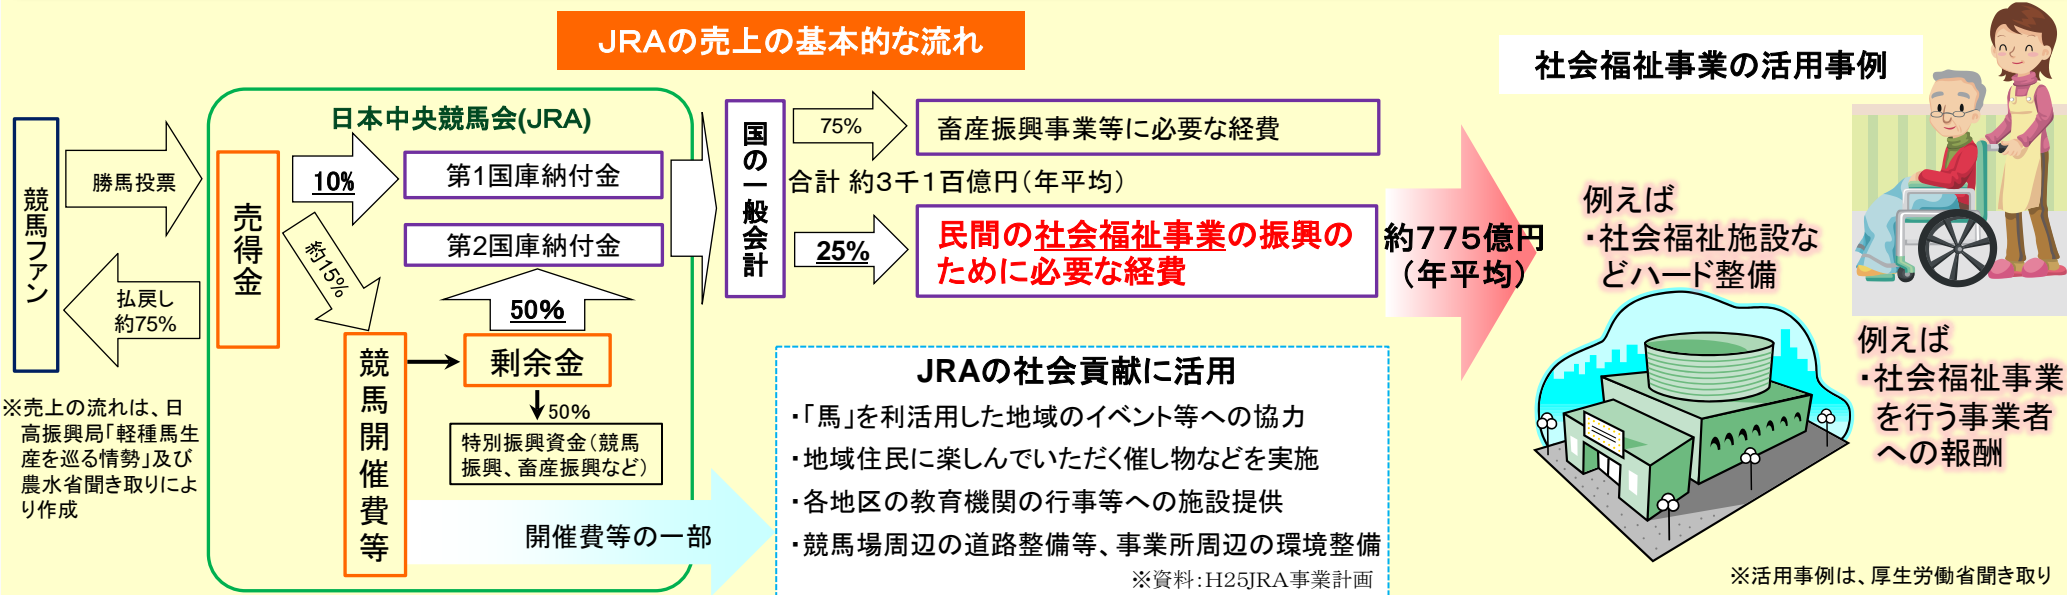 JRAの売上の基本的な流れ
社会福祉事業の活用事例
競馬ファン
勝馬投票
払戻し
約75%
※売上の流れは、日
高振興局「軽種馬生
産を巡る情勢」及び
農水省聞き取りによ
り作成
日本中央競馬会(JRA)
売得金
10%
第1国庫納付金
第2国庫納付金
約15%
50%
競馬開催費等
剰余金
50%
特別振興資金(競馬
振興、畜産振興など)
開催費等の一部
国の一般会計
75%
畜産振興事業等に必要な経費
合計 約3千1百億円(年平均)
25%
民間の社会福祉事業の振興の
ために必要な経費
約775億円
(年平均)
JRAの社会貢献に活用
・「馬」を利活用した地域のイベント等への協力
・地域住民に楽しんでいただく催し物などを実施
・各地区の教育機関の行事等への施設提供
・競馬場周辺の道路整備等、事業所周辺の環境整備
※資料:H25JRA事業計画
例えば
・社会福祉施設な
どハード整備
例えば
・社会福祉事業
を行う事業者
への報酬
※活用事例は、厚生労働省聞き取り